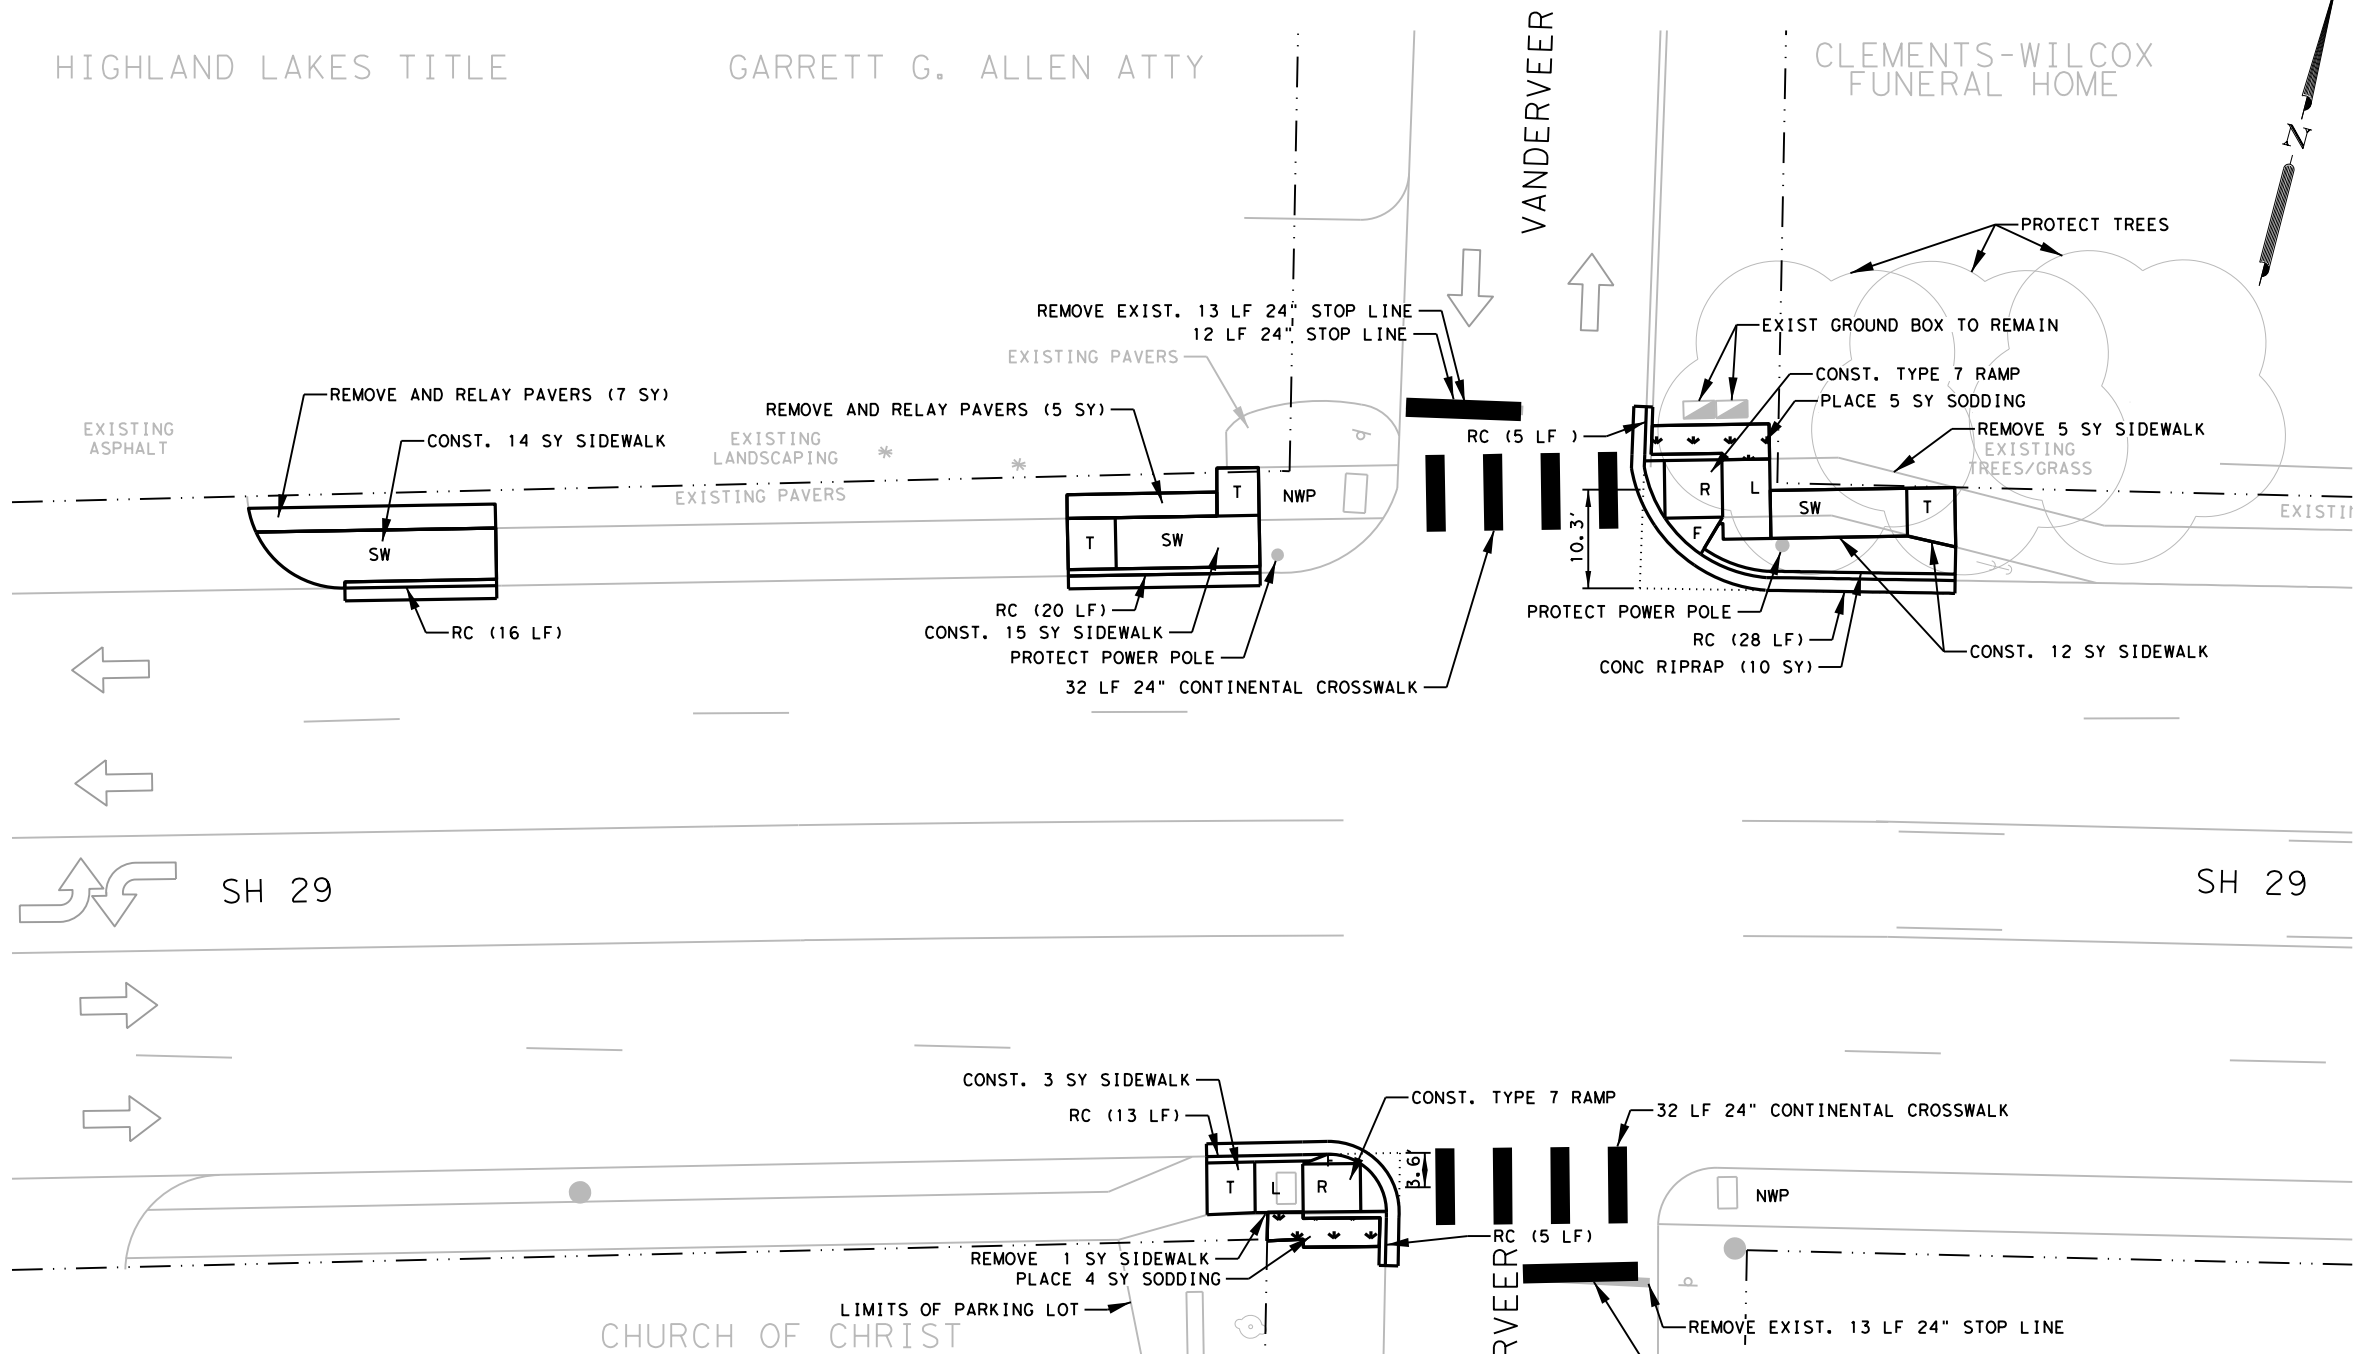 HIGHLAND LAKES TITLE
GARRETT G. ALLEN ATTY
VANDERVEER
CLEMENTS-WILCOX
FUNERAL HOME
N
PROTECT TREES
REMOVE EXIST. 13 LF 24" STOP LINE
12 LF 24" STOP LINE
EXIST GROUND BOX TO REMAIN
EXISTING PAVERS
CONST. TYPE 7 RAMP
PLACE 5 SY SODDING
REMOVE AND RELAY PAVERS (7 SY)
REMOVE AND RELAY PAVERS (5 SY)
RC (5 LF )
REMOVE 5 SY SIDEWALK
EXISTING
ASPHALT
CONST. 14 SY SIDEWALK
EXISTING
LANDSCAPING
EXISTING
TREES/GRASS
EXISTING PAVERS
T
NWP
R
L
SW
T
EXISTIN
SW
T
SW
F
10.3'
RC (20 LF)
CONST. 15 SY SIDEWALK
PROTECT POWER POLE
32 LF 24" CONTINENTAL CROSSWALK
RC (16 LF)
PROTECT POWER POLE
RC (28 LF)
CONC RIPRAP (10 SY)
CONST. 12 SY SIDEWALK
SH 29
SH 29
CONST. 3 SY SIDEWALK
RC (13 LF)
CONST. TYPE 7 RAMP
32 LF 24" CONTINENTAL CROSSWALK
F
3.6'
T
L
R
NWP
RC (5 LF)
REMOVE 1 SY SIDEWALK
PLACE 4 SY SODDING
LIMITS OF PARKING LOT
CHURCH OF CHRIST
RVEER
REMOVE EXIST. 13 LF 24" STOP LINE